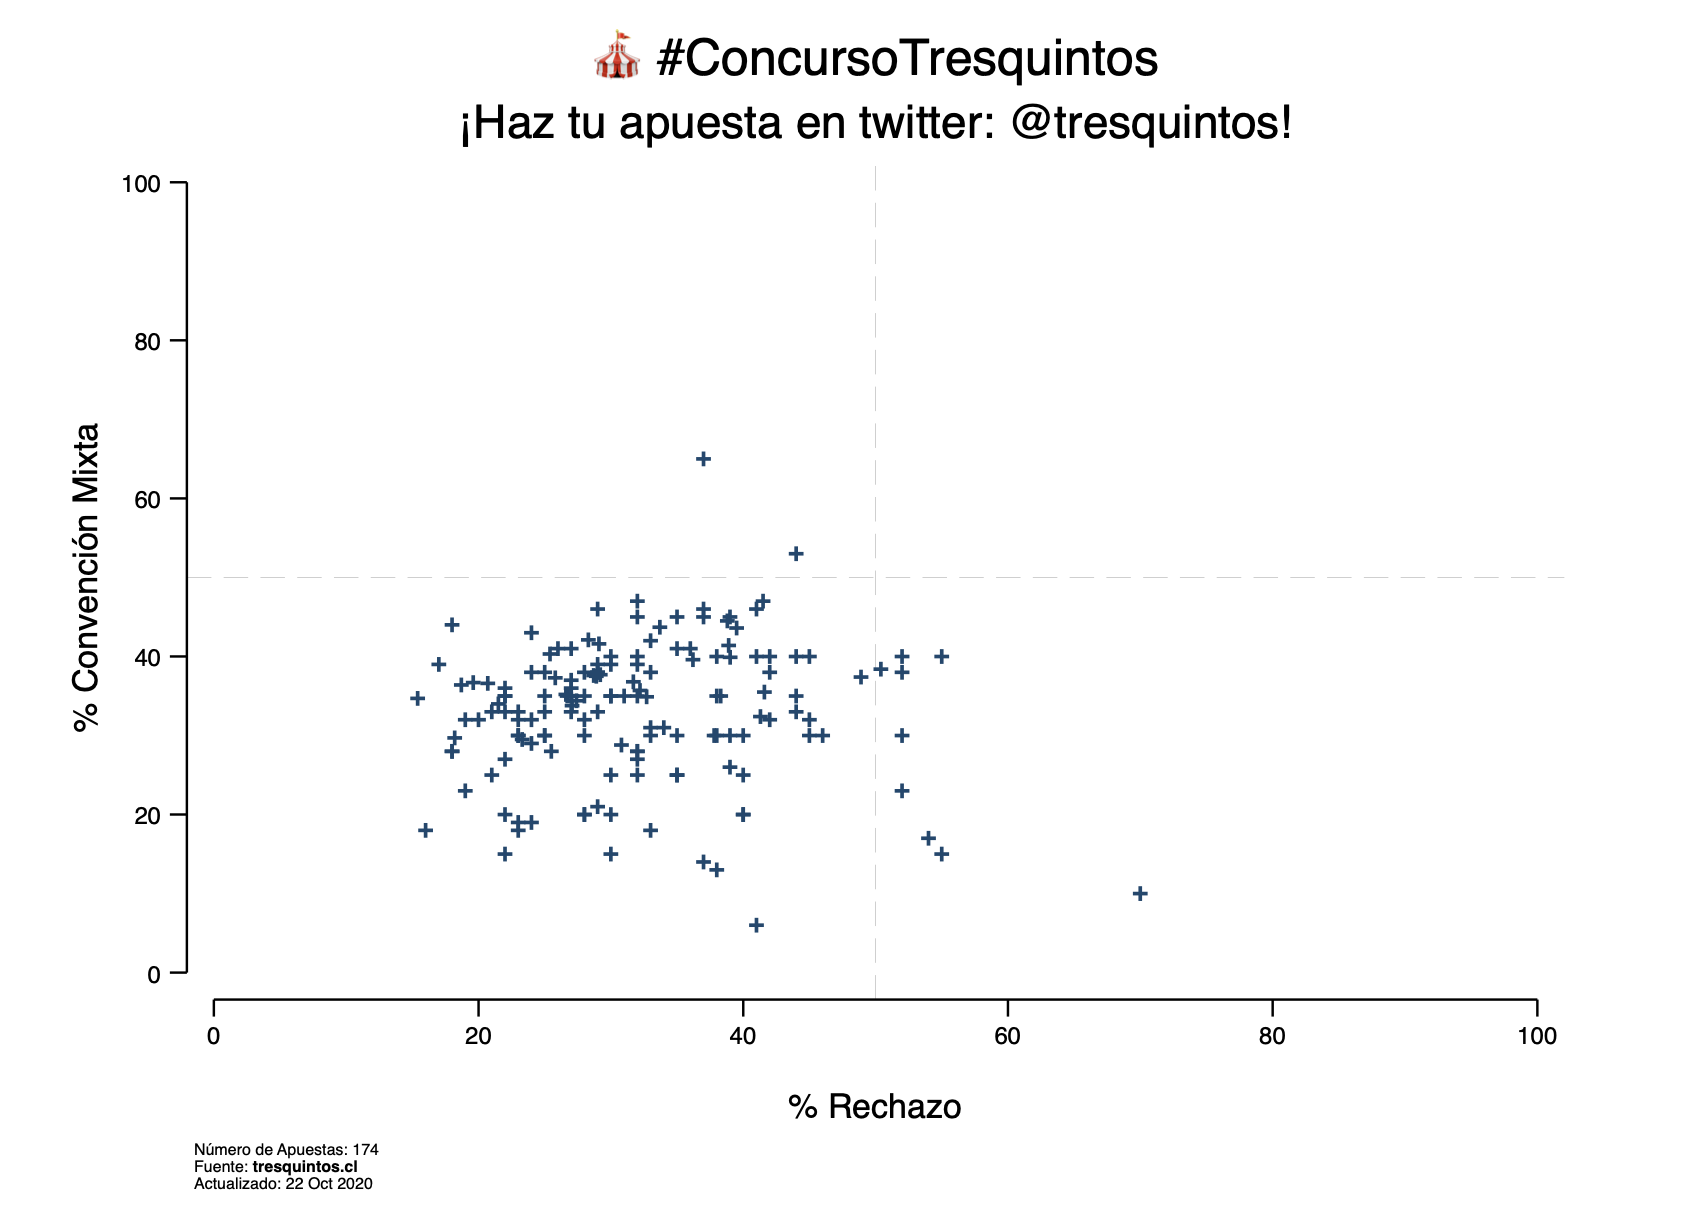 🎪 #ConcursoTresquintos
¡Haz tu apuesta en twitter: @tresquintos!
100
80
60
40
20
0
% Convención Mixta
0 20 40 60 80 100
% Rechazo
Número de Apuestas: 174
Fuente: tresquintos.cl
Actualizado: 22 Oct 2020